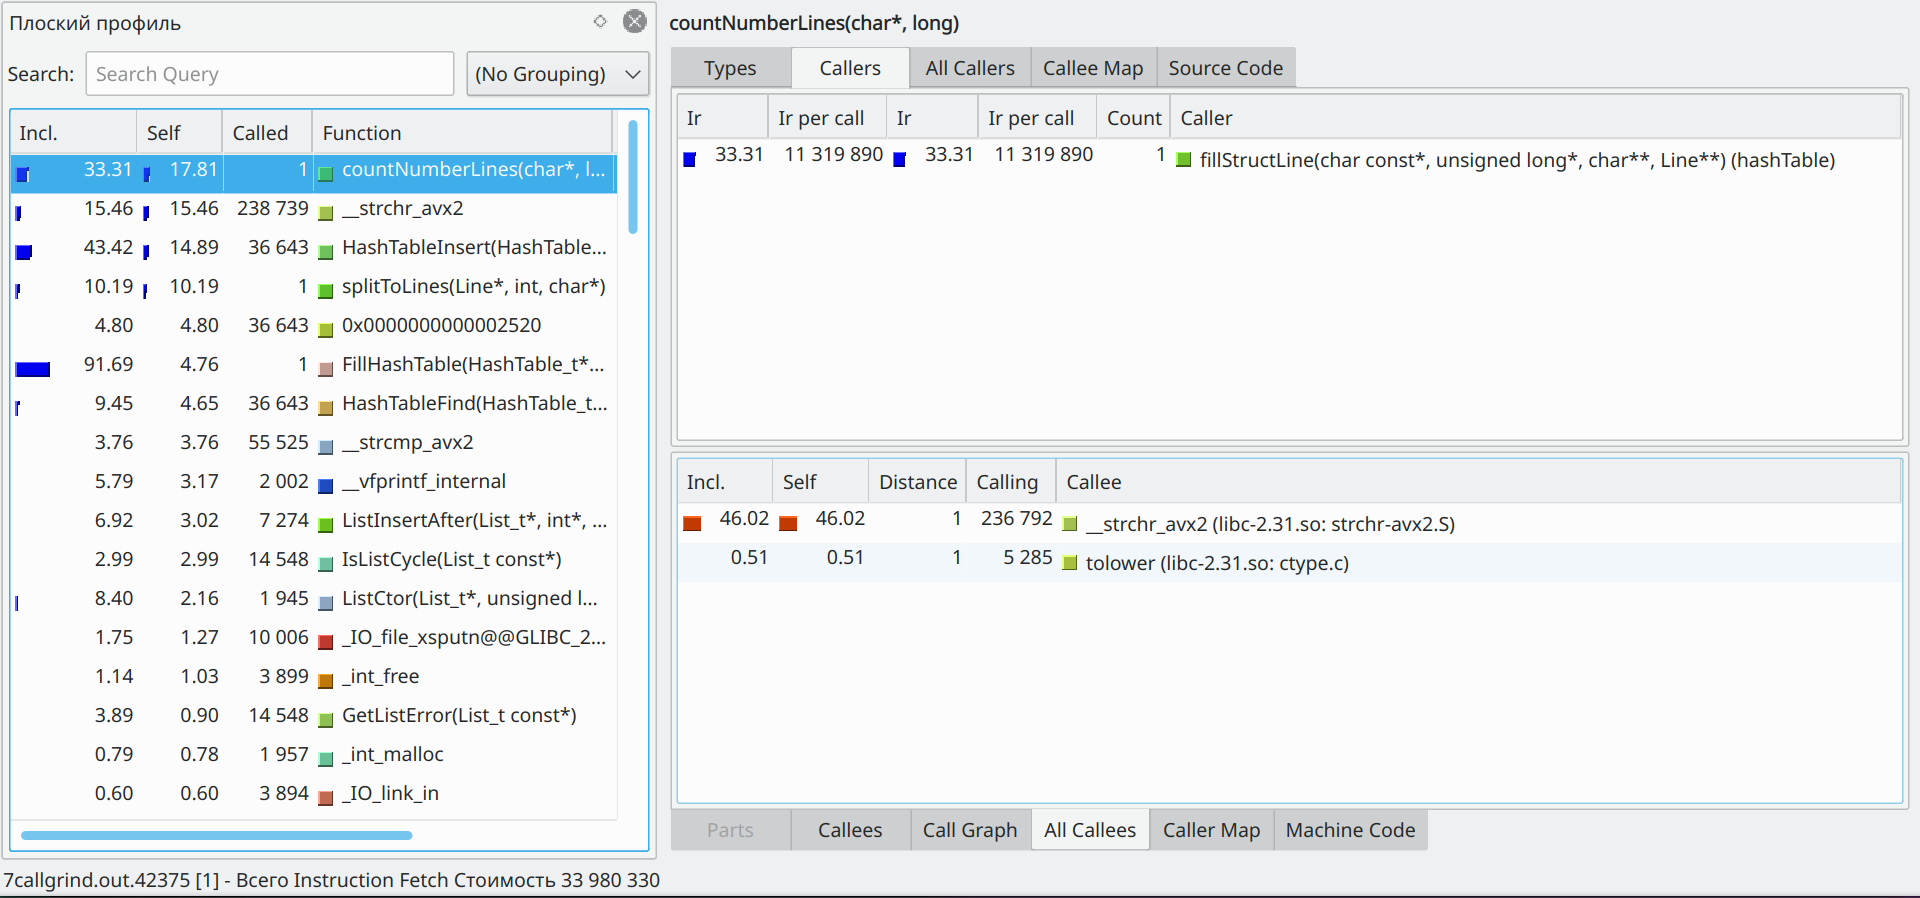 Плоский профиль
Search: Search Query (No Grouping)
Incl. Self Called Function
33.31 17.81 1 countNumberLines(char*, l...
15.46 15.46 238 739 __strchr_avx2
43.42 14.89 36 643 HashTableInsert(HashTable...
10.19 10.19 1 splitToLines(Line*, int, char*)
4.80 4.80 36 643 0x0000000000002520
91.69 4.76 1 FillHashTable(HashTable_t*...
9.45 4.65 36 643 HashTableFind(HashTable_t...
3.76 3.76 55 525 __strcmp_avx2
5.79 3.17 2 002 __vfprintf_internal
6.92 3.02 7 274 ListInsertAfter(List_t*, int*, ...
2.99 2.99 14 548 IsListCycle(List_t const*)
8.40 2.16 1 945 ListCtor(List_t*, unsigned l...
1.75 1.27 10 006 _IO_file_xsputn@@GLIBC_2...
1.14 1.03 3 899 _int_free
3.89 0.90 14 548 GetListError(List_t const*)
0.79 0.78 1 957 _int_malloc
0.60 0.60 3 894 _IO_link_in
countNumberLines(char*, long)
Types Callers All Callers Callee Map Source Code
Ir Ir per call Ir Ir per call Count Caller
33.31 11 319 890 33.31 11 319 890 1 fillStructLine(char const*, unsigned long*, char**, Line**) (hashTable)
Incl. Self Distance Calling Callee
46.02 46.02 1 236 792 __strchr_avx2 (libc-2.31.so: strchr-avx2.S)
0.51 0.51 1 5 285 tolower (libc-2.31.so: ctype.c)
Parts Callees Call Graph All Callees Caller Map Machine Code
7callgrind.out.42375 [1] - Всего Instruction Fetch Стоимость 33 980 330